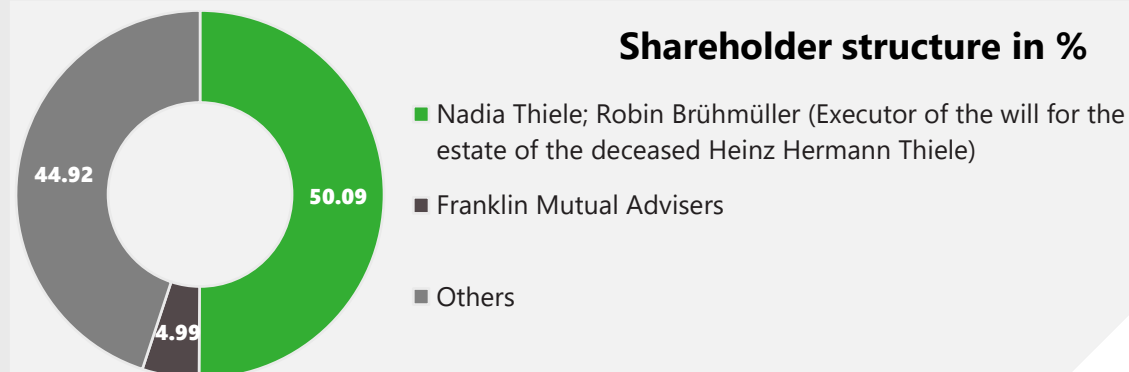 Shareholder structure in %
Nadia Thiele; Robin Brühmüller (Executor of the will for the
estate of the deceased Heinz Hermann Thiele)
Franklin Mutual Advisers
Others
44.92
50.09
4.99